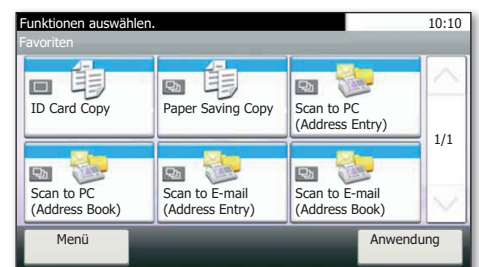 Funktionen auswählen. 10:10
Favoriten
ID Card Copy
Paper Saving Copy
Scan to PC
(Address Entry)
1/1
Scan to PC
(Address Book)
Scan to E-mail
(Address Entry)
Scan to E-mail
(Address Book)
Menü
Anwendung